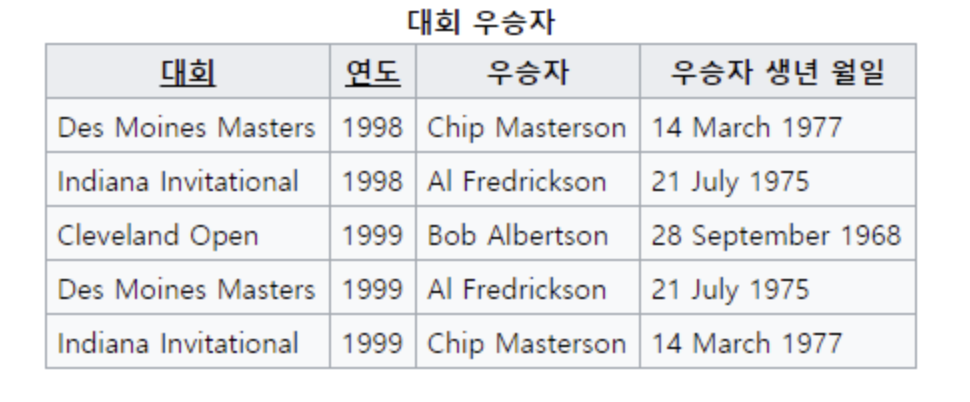 대회 우승자
대회 연도 우승자 우승자 생년 월일
Des Moines Masters 1998 Chip Masterson 14 March 1977
Indiana Invitational 1998 Al Fredrickson 21 July 1975
Cleveland Open 1999 Bob Albertson 28 September 1968
Des Moines Masters 1999 Al Fredrickson 21 July 1975
Indiana Invitational 1999 Chip Masterson 14 March 1977